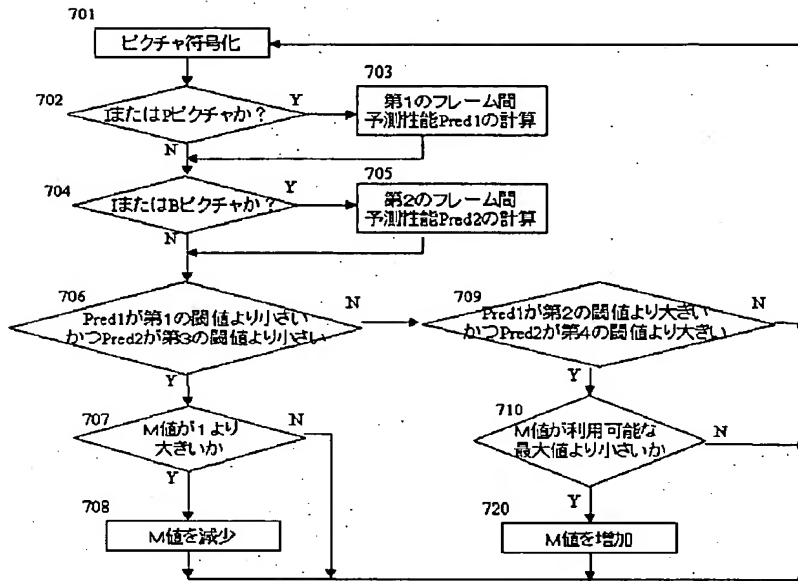 701
ピクチャ符号化
702
IまたはPピクチャか?
Y
N
703
第1のフレーム間
予測性能Pred1の計算
704
IまたはBピクチャか?
Y
N
705
第2のフレーム間
予測性能Pred2の計算
706
Pred1が第1の閾値より小さい
かつPred2が第3の閾値より小さい
N
Y
709
Pred1が第2の閾値より大きい
かつPred2が第4の閾値より大きい
N
Y
707
M値が1より
大きいか
N
Y
710
M値が利用可能な
最大値より小さいか
N
Y
708
M値を減少
720
M値を増加